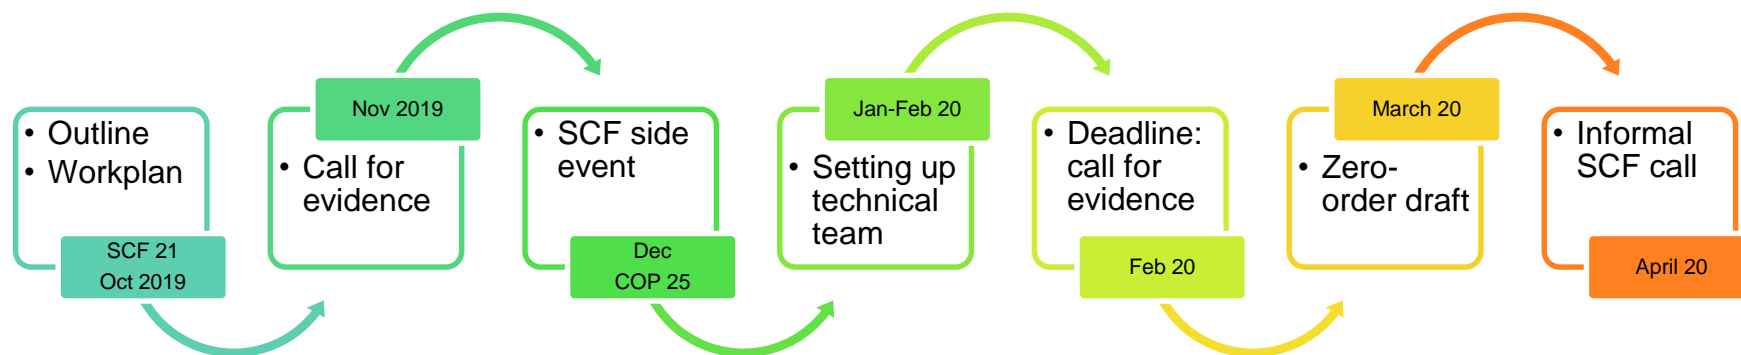 • Outline
• Workplan
SCF 21
Oct 2019
Nov 2019
• Call for
evidence
• SCF side
event
Dec
COP 25
Jan-Feb 20
• Setting up
technical
team
• Deadline:
call for
evidence
Feb 20
March 20
• Zero-
order draft
• Informal
SCF call
April 20